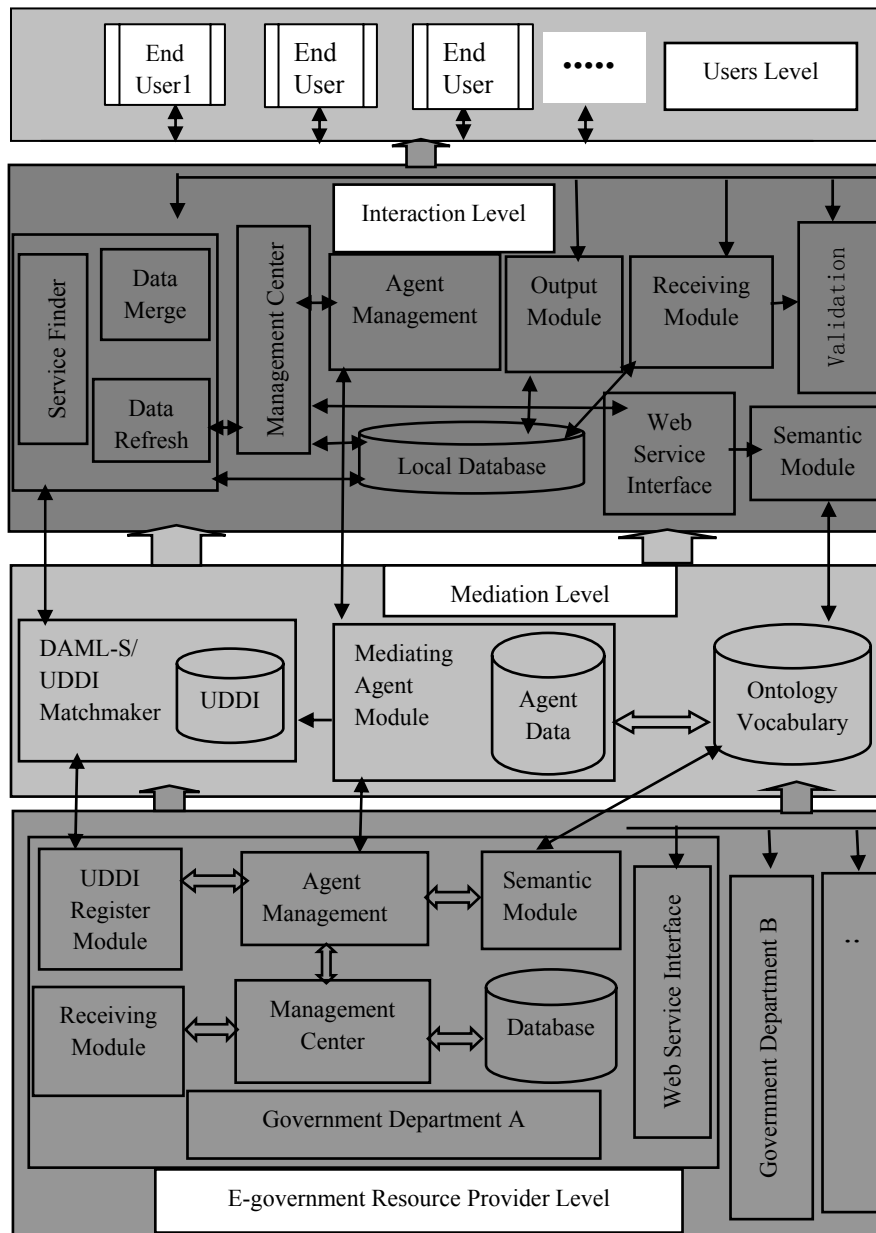 End
User1
End
User
End
User
•••••
Users Level
Interaction Level
Service Finder
Data
Merge
Data
Refresh
Management Center
Agent
Management
Output
Module
Receiving
Module
Validation
Local Database
Web
Service
Interface
Semantic
Module
Mediation Level
DAML-S/
UDDI
Matchmaker
UDDI
Mediating
Agent
Module
Agent
Data
Ontology
Vocabulary
UDDI
Register
Module
Agent
Management
Semantic
Module
Receiving
Module
Management
Center
Database
Web Service Interface
Government Department B
..
Government Department A
E-government Resource Provider Level